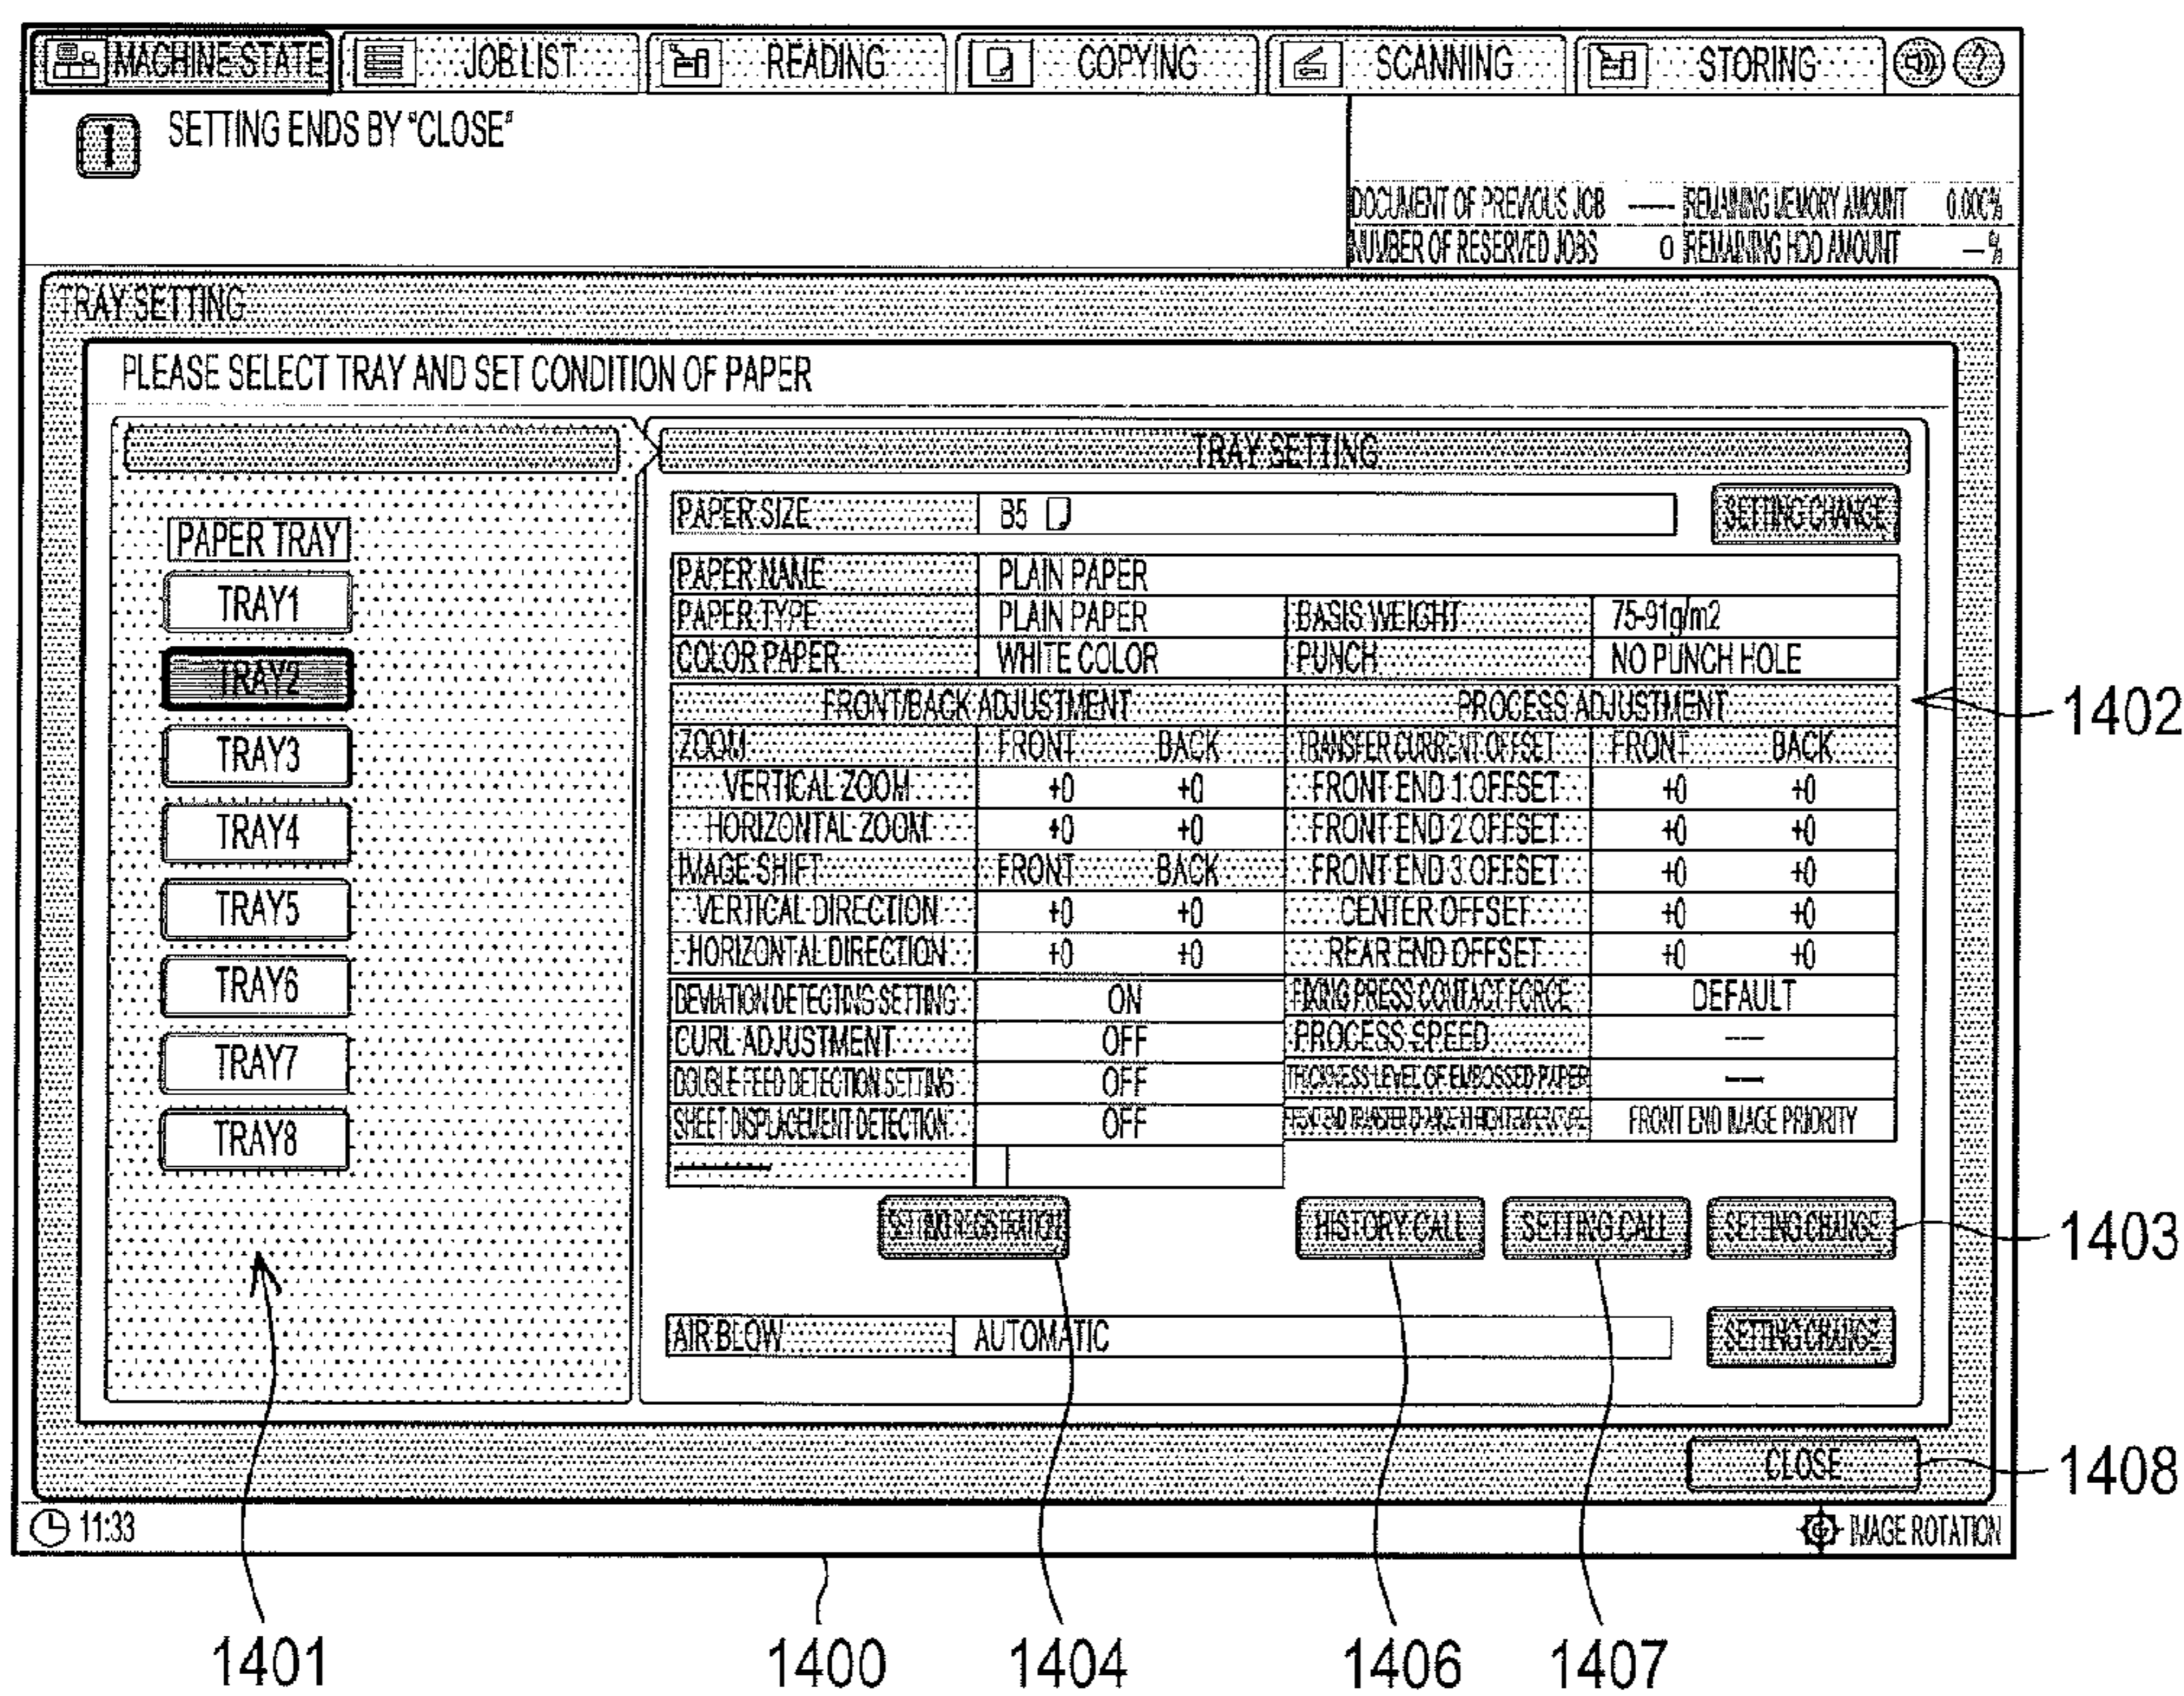 MACHINE STATE JOB LIST READING COPYING SCANNING STORING ?
SETTING ENDS BY "CLOSE"
DOCUMENT OF PREVIOUS JOB — REMAINING MEMORY AMOUNT 0.000%
NUMBER OF RESERVED JOBS 0 REMAINING HDD AMOUNT —%
TRAY SETTING
PLEASE SELECT TRAY AND SET CONDITION OF PAPER
PAPER TRAY
TRAY1
TRAY2
TRAY3
TRAY4
TRAY5
TRAY6
TRAY7
TRAY8
TRAY SETTING
PAPER SIZE B5 SETTING CHANGE
PAPER NAME PLAIN PAPER
PAPER TYPE PLAIN PAPER BASIS WEIGHT 75-91g/m2
COLOR PAPER WHITE COLOR PUNCH NO PUNCH HOLE
FRONT/BACK ADJUSTMENT PROCESS ADJUSTMENT
1402
ZOOM FRONT BACK TRANSFER CURRENT OFFSET FRONT BACK
VERTICAL ZOOM +0 +0 FRONT END 1 OFFSET +0 +0
HORIZONTAL ZOOM +0 +0 FRONT END 2 OFFSET +0 +0
IMAGE SHIFT FRONT BACK FRONT END 3 OFFSET +0 +0
VERTICAL DIRECTION +0 +0 CENTER OFFSET +0 +0
HORIZONTAL DIRECTION +0 +0 REAR END OFFSET +0 +0
DEVIATION DETECTING SETTING ON FIXING PRESS CONTACT FORCE DEFAULT
CURL ADJUSTMENT OFF PROCESS SPEED —
DOUBLE FEED DETECTION SETTING OFF THICKNESS LEVEL OF EMBOSSED PAPER —
SHEET DISPLACEMENT DETECTION OFF FRONT END TRANSFER FRONT END IMAGE PRIORITY
SETTING REGISTRATION HISTORY CALL SETTING CALL SETTING CHANGE 1403
AIR BLOW AUTOMATIC SETTING CHANGE
CLOSE 1408
11:33 IMAGE ROTATION
1401 1400 1404 1406 1407